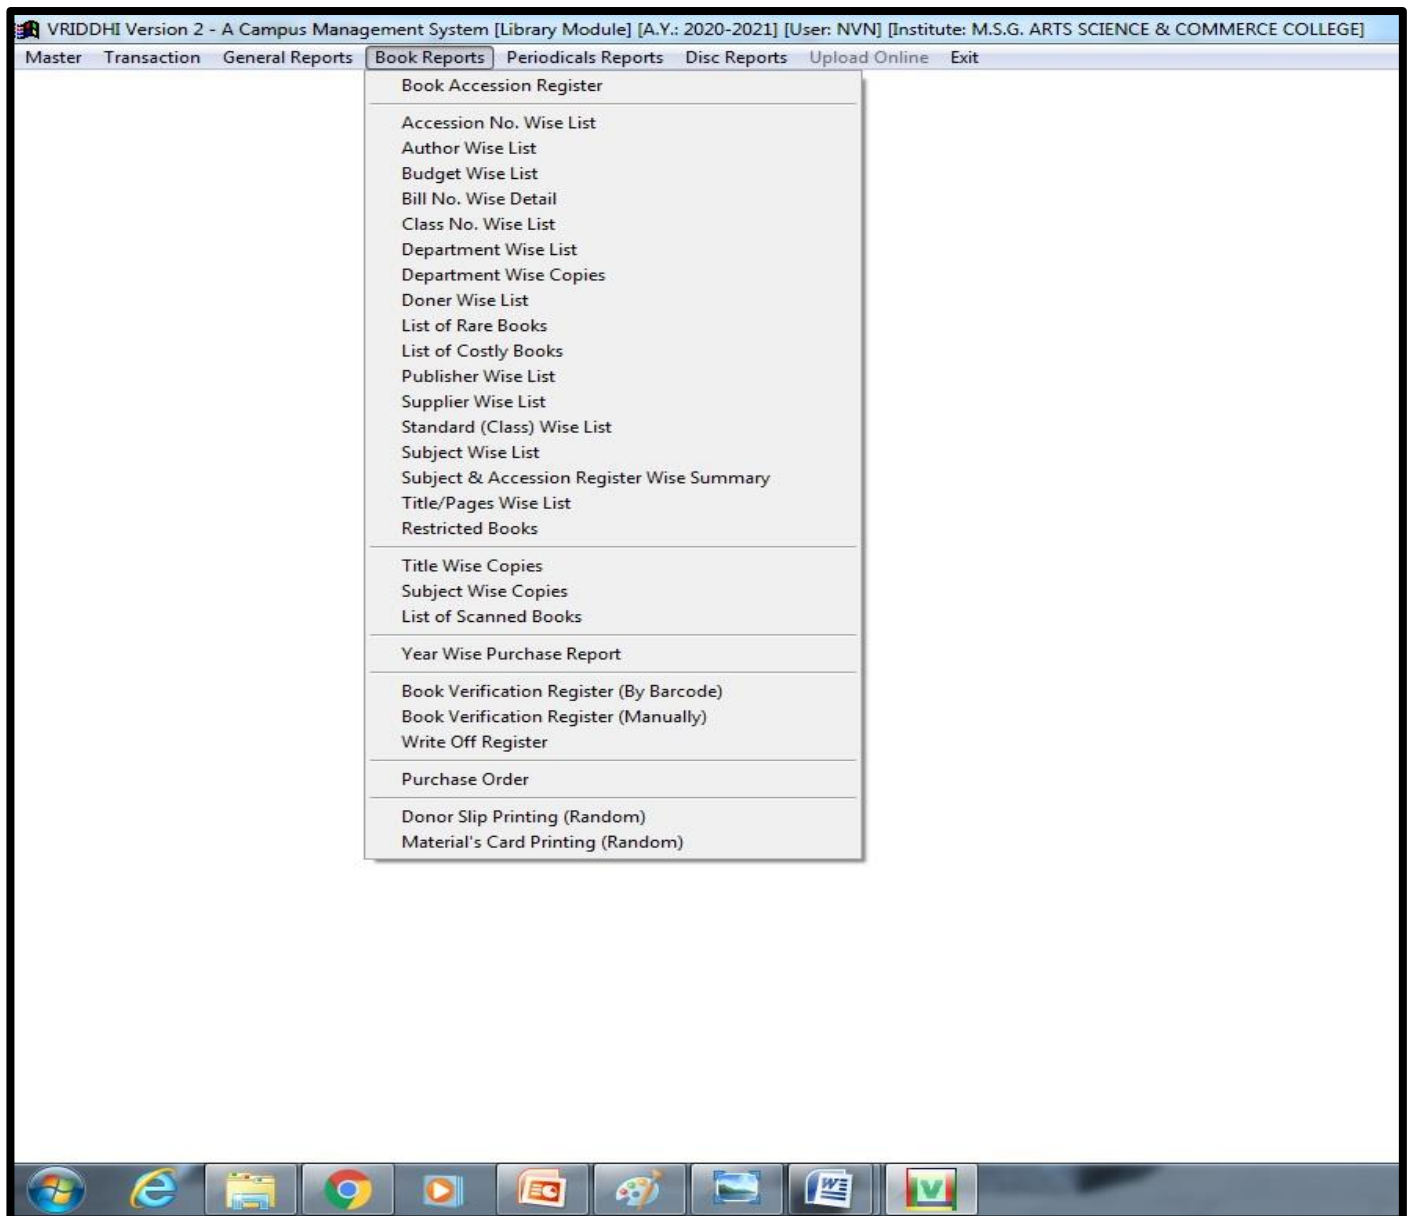 VRIDDHI Version 2 - A Campus Management System [Library Module] [A.Y.: 2020-2021] [User: NVN] [Institute: M.S.G. ARTS SCIENCE & COMMERCE COLLEGE]
Master Transaction General Reports Book Reports Periodicals Reports Disc Reports Upload Online Exit
Book Accession Register
Accession No. Wise List
Author Wise List
Budget Wise List
Bill No. Wise Detail
Class No. Wise List
Department Wise List
Department Wise Copies
Doner Wise List
List of Rare Books
List of Costly Books
Publisher Wise List
Supplier Wise List
Standard (Class) Wise List
Subject Wise List
Subject & Accession Register Wise Summary
Title/Pages Wise List
Restricted Books
Title Wise Copies
Subject Wise Copies
List of Scanned Books
Year Wise Purchase Report
Book Verification Register (By Barcode)
Book Verification Register (Manually)
Write Off Register
Purchase Order
Donor Slip Printing (Random)
Material's Card Printing (Random)